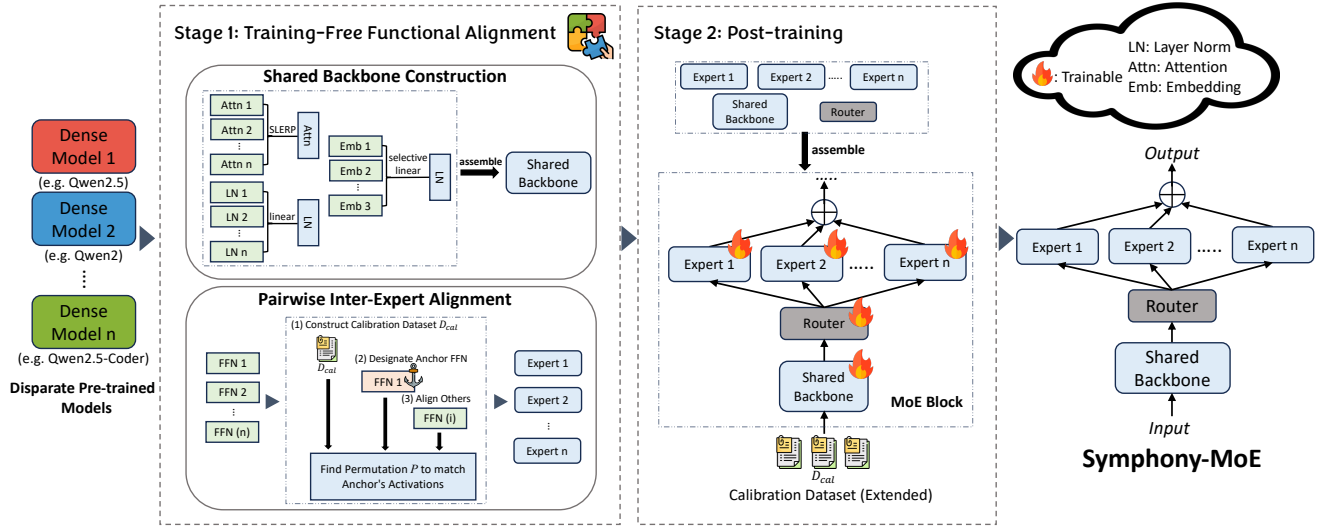 Dense
Model 1
(e.g. Qwen2.5)
Dense
Model 2
(e.g. Qwen2)
Dense
Model n
(e.g. Qwen2.5-Coder)
Disparate Pre-trained
Models
Stage 1: Training-Free Functional Alignment
Shared Backbone Construction
Attn 1
Attn 2
Attn n
SLERP
Attn
LN 1
LN 2
LN n
linear
LN
Emb 1
Emb 2
Emb 3
selective
linear
LN
assemble
Shared
Backbone
Pairwise Inter-Expert Alignment
(1) Construct Calibration Dataset D_cal
D_cal
(2) Designate Anchor FFN
FFN 1
(3) Align Others
FFN (i)
FFN 1
FFN 2
FFN (n)
Find Permutation P to match
Anchor's Activations
Expert 1
Expert 2
Expert n
Stage 2: Post-training
Expert 1
Expert 2
.....
Expert n
Shared
Backbone
Router
assemble
.....
Expert 1
Expert 2
.....
Expert n
Router
Shared
Backbone
MoE Block
D_cal
Calibration Dataset (Extended)
: Trainable
LN: Layer Norm
Attn: Attention
Emb: Embedding
Output
Expert 1
Expert 2
.....
Expert n
Router
Shared
Backbone
Input
Symphony-MoE